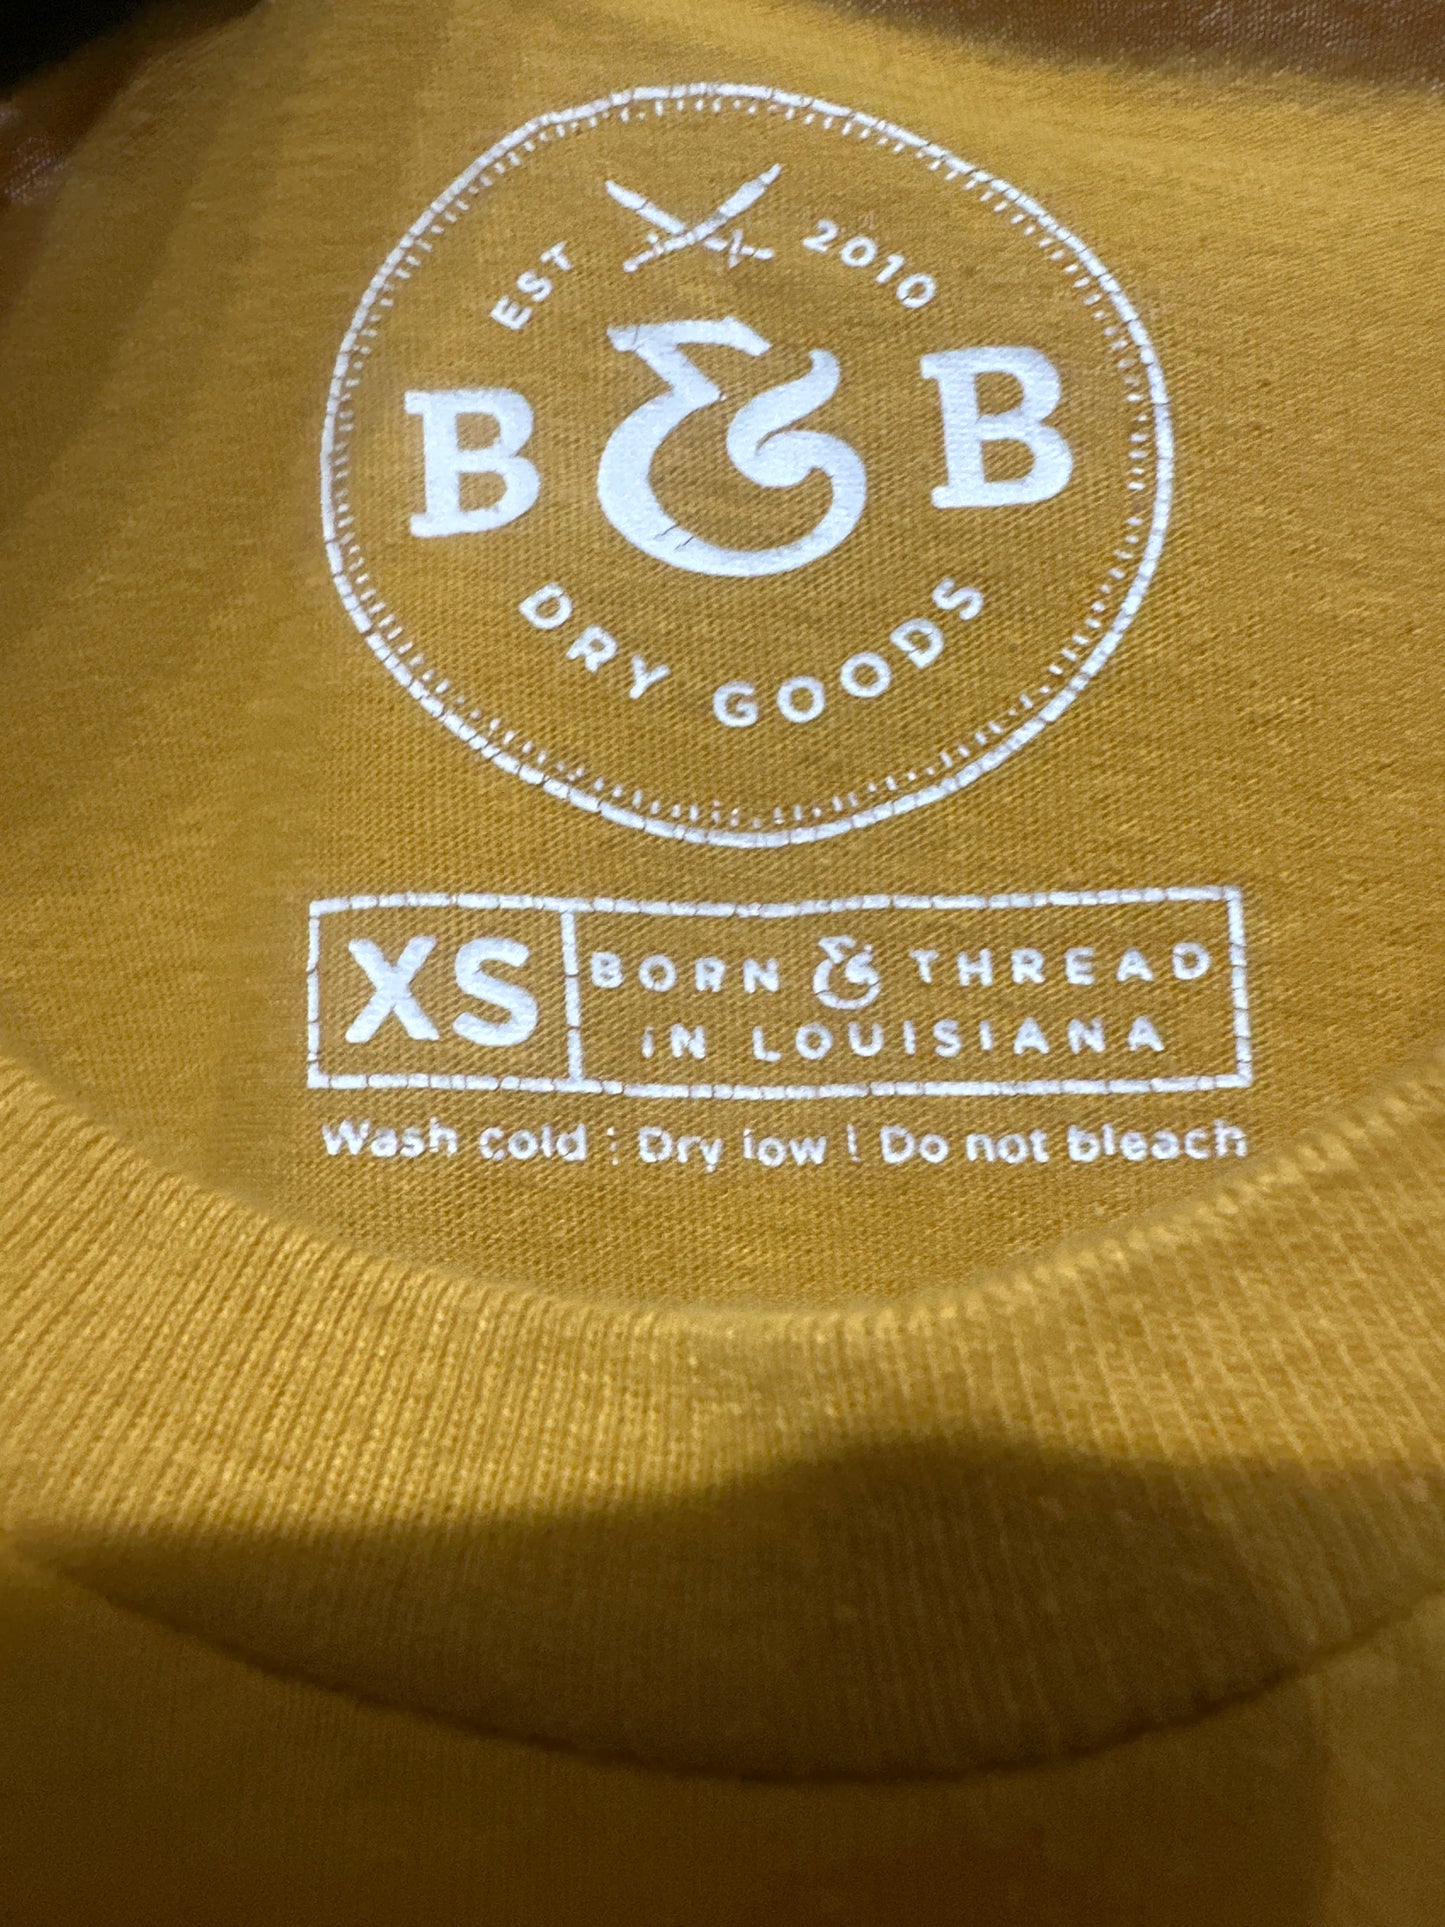 EST 2010
B & B
DRY GOODS
XS
BORN & THREAD
IN LOUISIANA
Wash cold | Dry low | Do not bleach